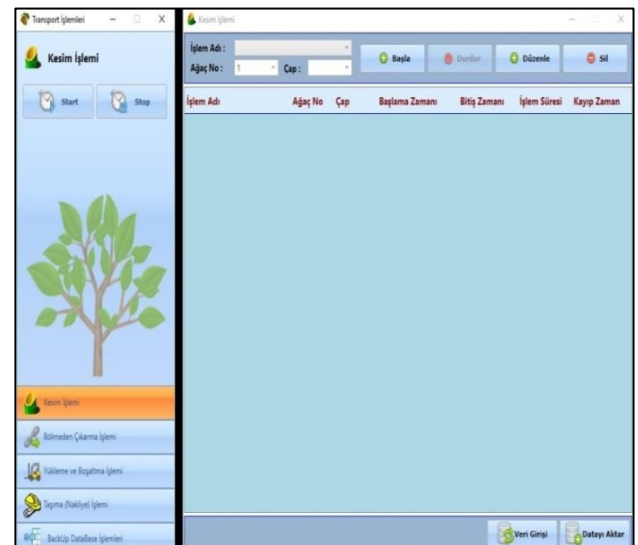 Transport İşlemleri
Kesim İşlemi
Start Stop
Kesim İşlemi
Bölmeden Çıkarma İşlemi
Yükleme ve Boşaltma İşlemi
Taşıma (Nakliye) İşlemi
BackUp DataBase İşlemleri
Kesim İşlemi
İşlem Adı :
Ağaç No : 1 Çap :
Başla Durdur Düzenle Sil
İşlem Adı Ağaç No Çap Başlama Zamanı Bitiş Zamanı İşlem Süresi Kayıp Zaman
Veri Girişi Datayı Aktar